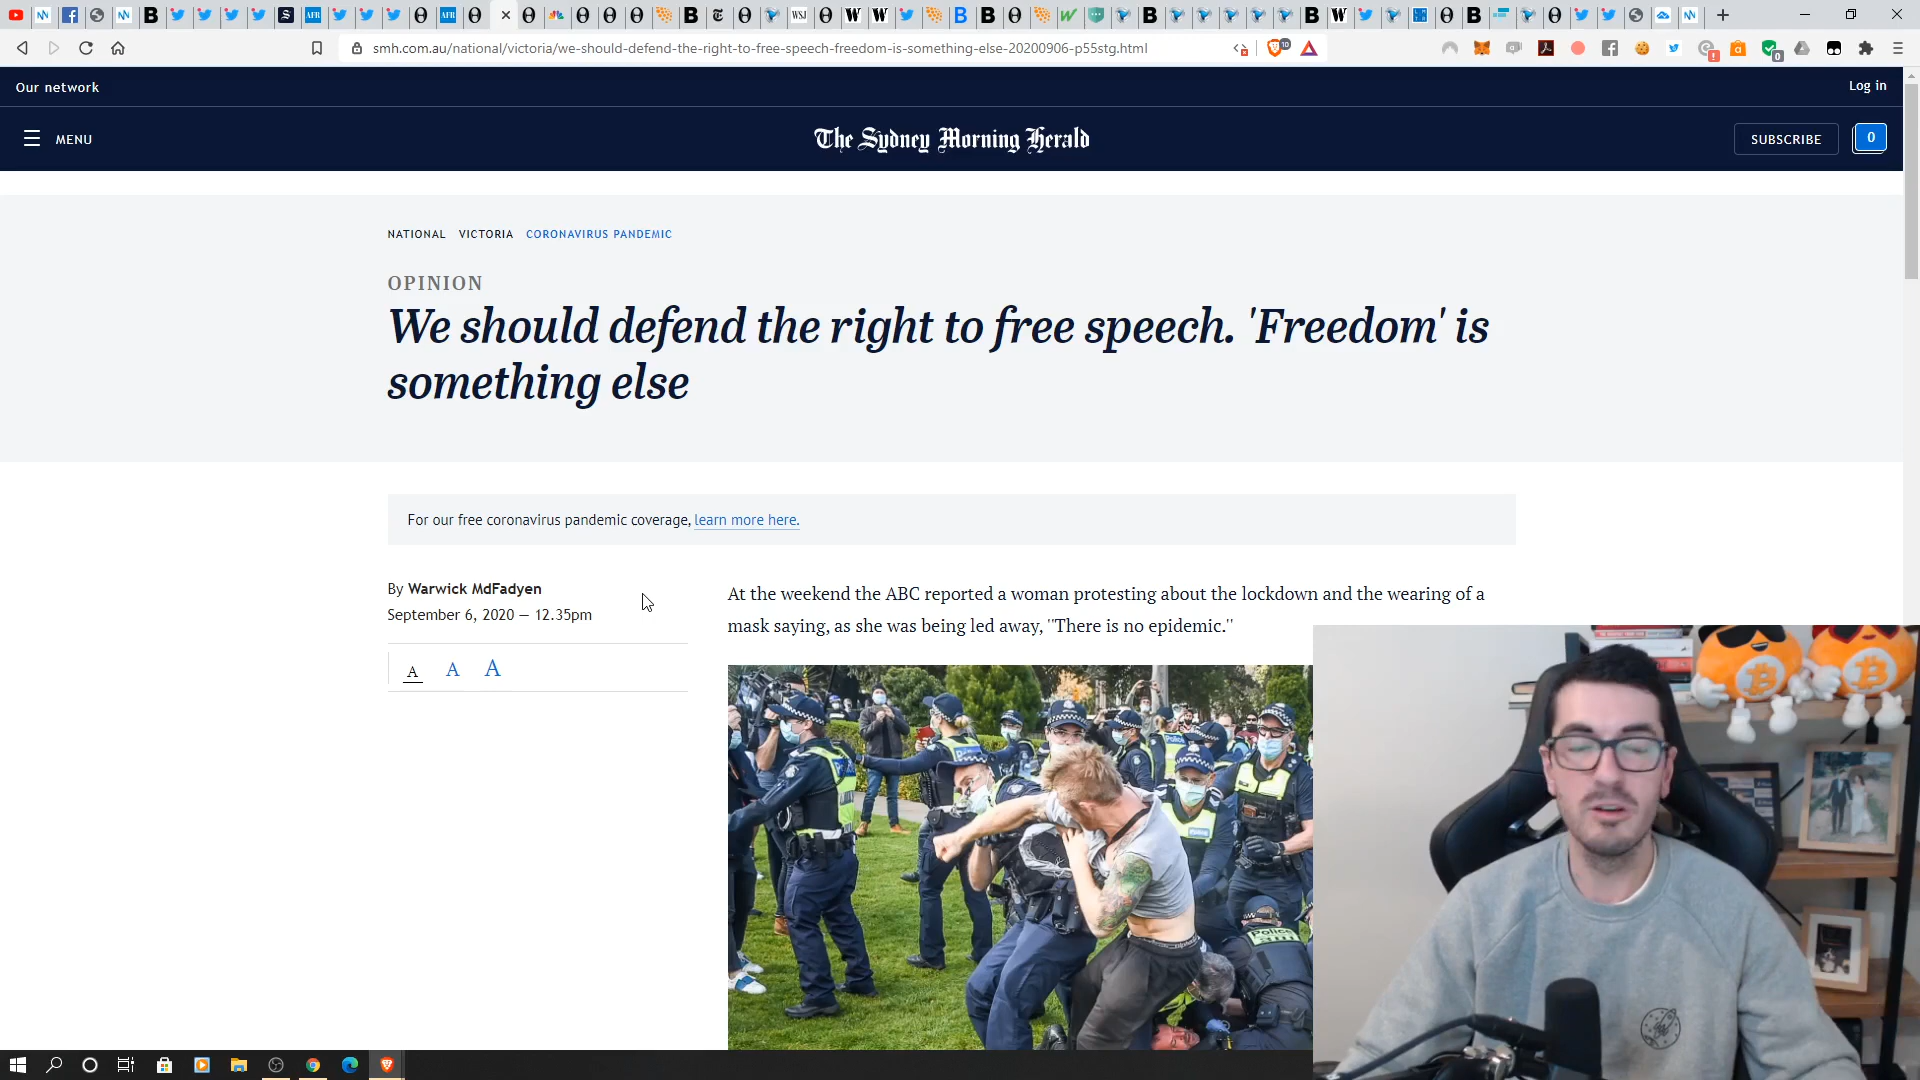 smh.com.au/national/victoria/we-should-defend-the-right-to-free-speech-freedom-is-something-else-20200906-p55stg.html
Our network
Log in
MENU
The Sydney Morning Herald
SUBSCRIBE
0
NATIONAL VICTORIA CORONAVIRUS PANDEMIC
OPINION
We should defend the right to free speech. 'Freedom' is
something else
For our free coronavirus pandemic coverage, learn more here.
By Warwick MdFadyen
September 6, 2020 — 12.35pm
A A A
At the weekend the ABC reported a woman protesting about the lockdown and the wearing of a
mask saying, as she was being led away, "There is no epidemic."
Police
Police